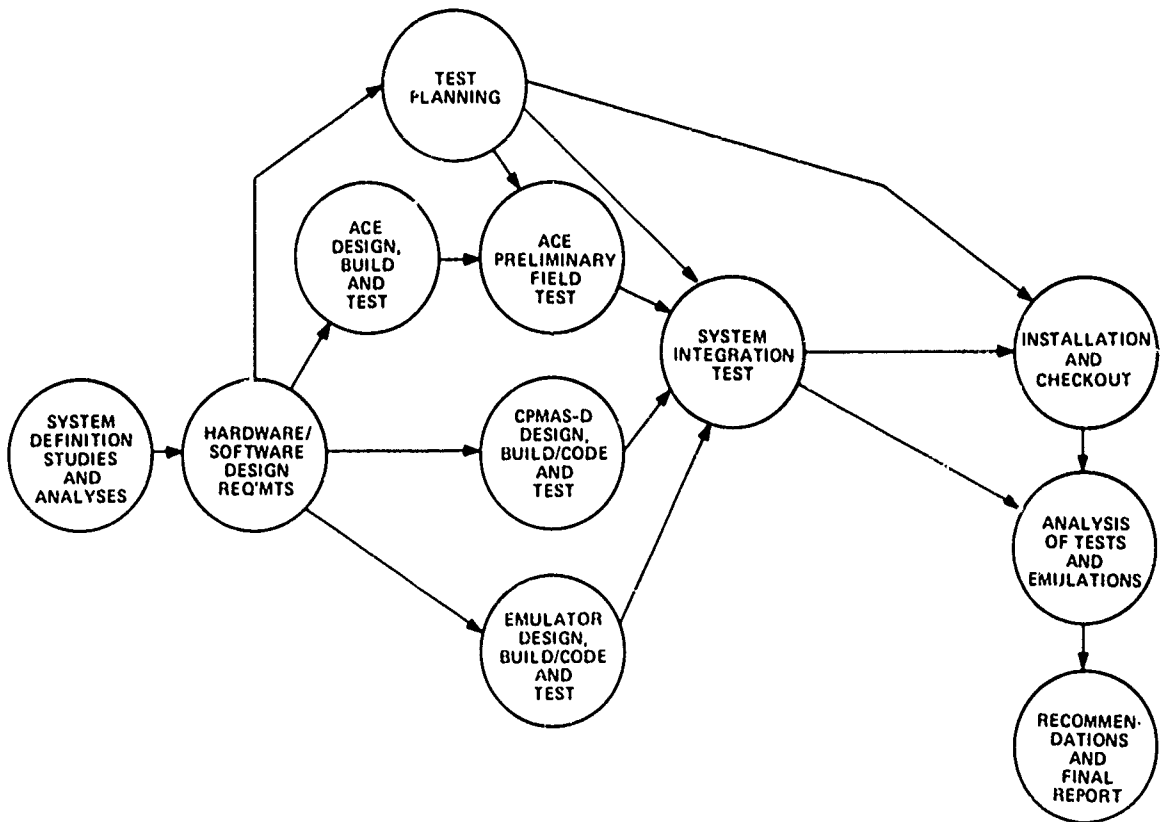 TEST
PLANNING
ACE
DESIGN,
BUILD
AND
TEST
ACE
PRELIMINARY
FIELD
TEST
SYSTEM
INTEGRATION
TEST
INSTALLATION
AND
CHECKOUT
SYSTEM
DEFINITION
STUDIES
AND
ANALYSES
HARDWARE/
SOFTWARE
DESIGN
REQ'MTS
CPMAS-D
DESIGN,
BUILD/CODE
AND
TEST
EMULATOR
DESIGN,
BUILD/CODE
AND
TEST
ANALYSIS
OF TESTS
AND
EMULATIONS
RECOMMEN-
DATIONS
AND
FINAL
REPORT